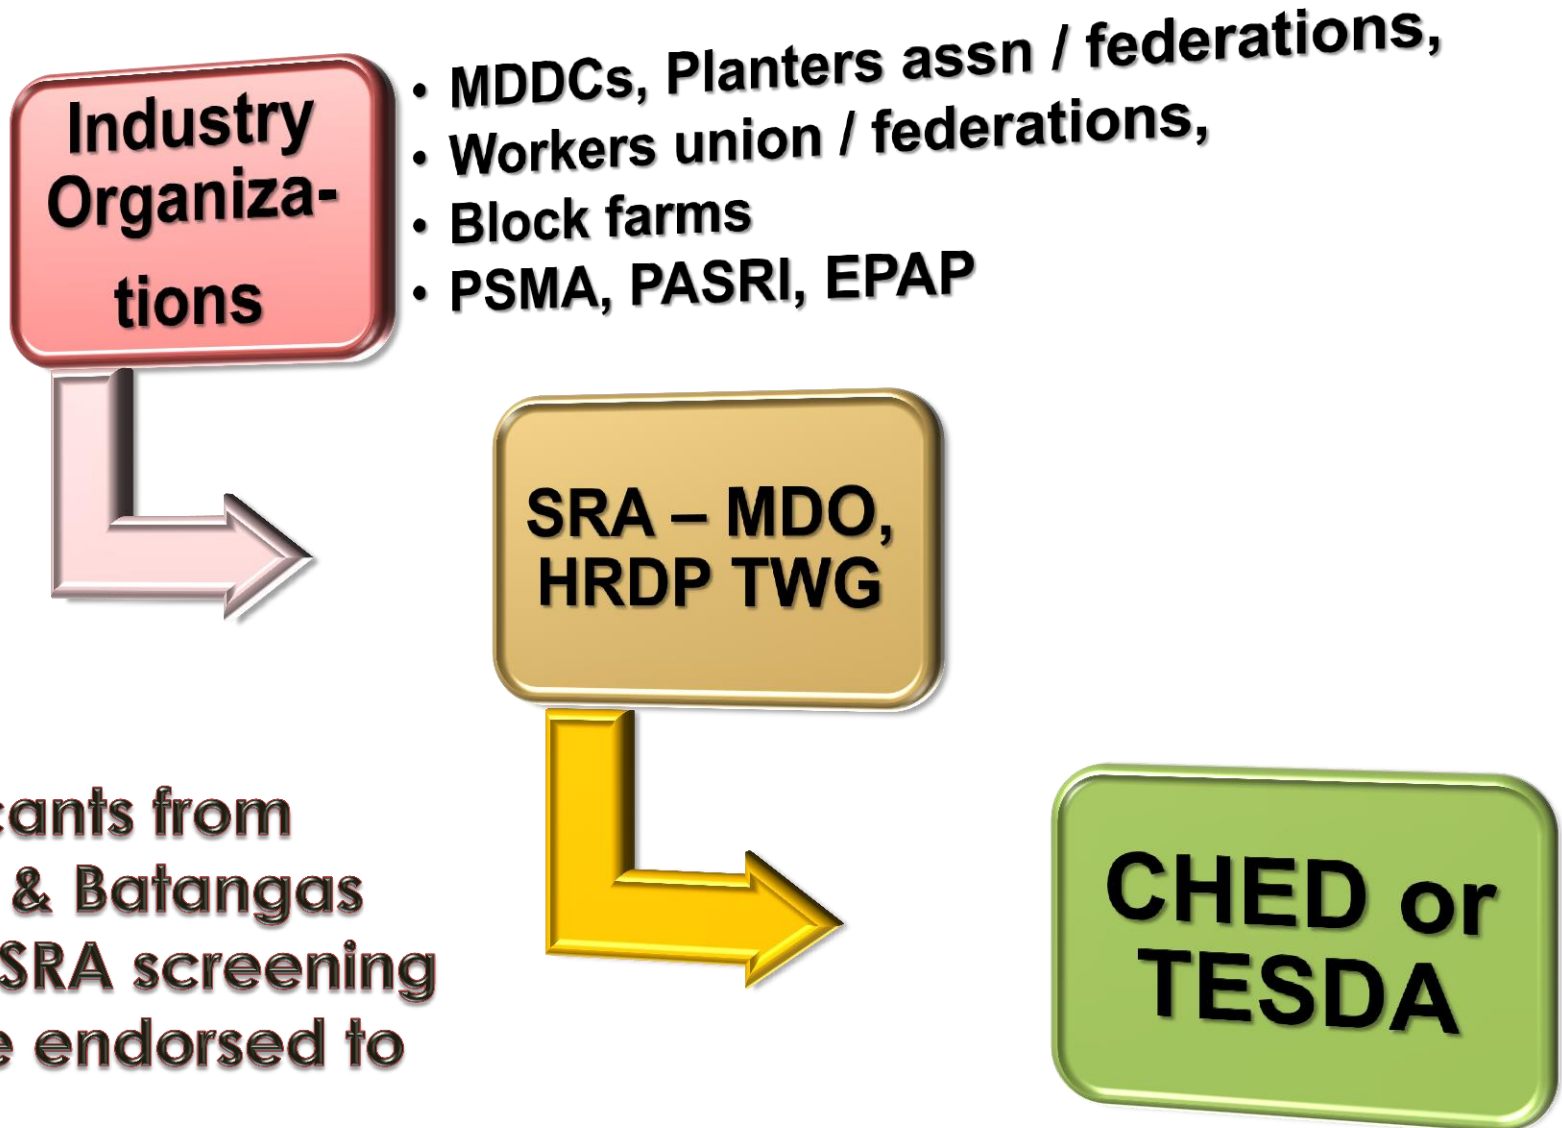 Industry
Organiza-
tions
• MDDCs, Planters assn / federations,
• Workers union / federations,
• Block farms
• PSMA, PASRI, EPAP
SRA – MDO,
HRDP TWG
cants from
& Batangas
SRA screening
endorsed to
CHED or
TESDA